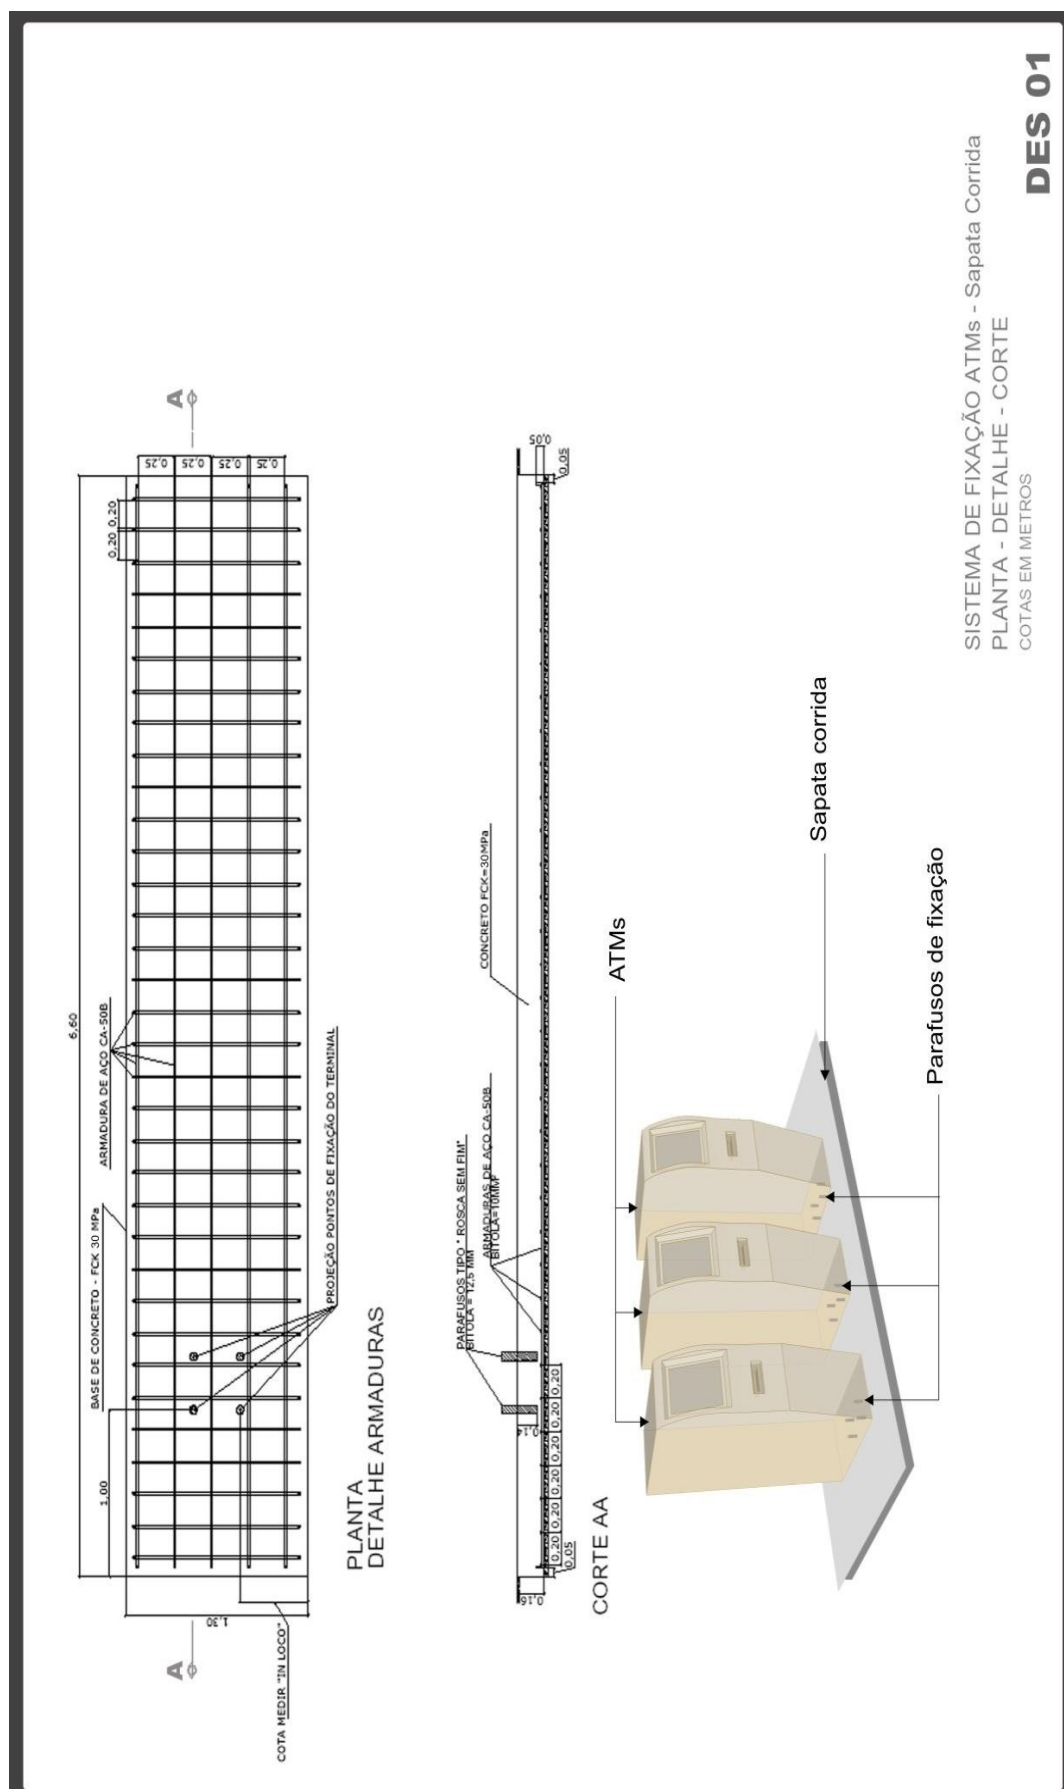 6,60
0,20 0,20
0,25
0,25
0,25
0,25
ARMADURA DE AÇO CA-50B
BASE DE CONCRETO - FCK 30 MPa
1,00
1,30
A
A
COTA MEDIR "IN LOCO"
PROJEÇÃO PONTOS DE FIXAÇÃO DO TERMINAL
PLANTA
DETALHE ARMADURAS
PARAFUSOS TIPO " ROSCA SEM FIM"
BITOLA = 12,5 MM
ARMADURAS DE AÇO CA-50B
BITOLA=10MM
CONCRETO FCK=30MPa
0,05
0,05
0,14
0,16
0,05
0,20 0,20 0,20 0,20 0,20 0,20
CORTE AA
ATMs
Sapata corrida
Parafusos de fixação
SISTEMA DE FIXAÇÃO ATMs - Sapata Corrida
PLANTA - DETALHE - CORTE
COTAS EM METROS
DES 01